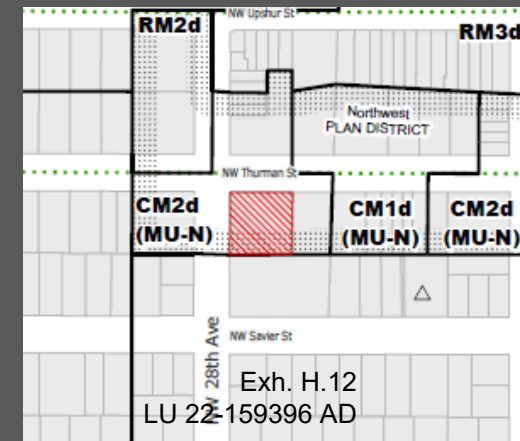 NW Upshur St
RM2d
RM3d
Northwest
PLAN DISTRICT
NW Thurman St
CM2d
(MU-N)
CM1d
(MU-N)
CM2d
(MU-N)
NW Savier St
NW 28th Ave
Exh. H.12
LU 22-159396 AD